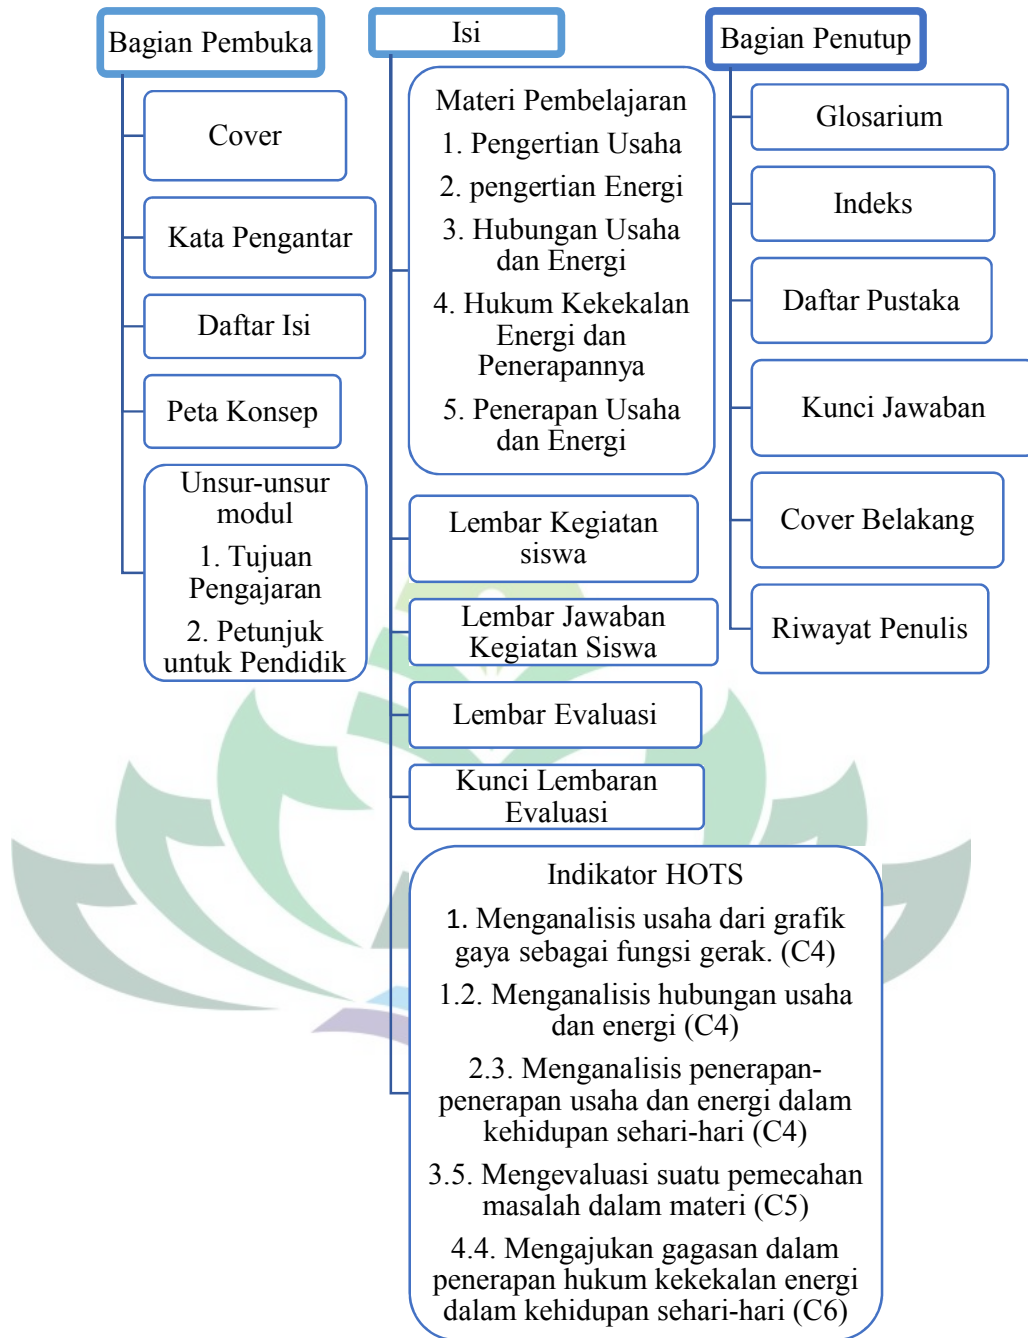 Bagian Pembuka
Cover
Kata Pengantar
Daftar Isi
Peta Konsep
Unsur-unsur
modul
1. Tujuan
Pengajaran
2. Petunjuk
untuk Pendidik
Isi
Materi Pembelajaran
1. Pengertian Usaha
2. pengertian Energi
3. Hubungan Usaha
dan Energi
4. Hukum Kekekalan
Energi dan
Penerapannya
5. Penerapan Usaha
dan Energi
Lembar Kegiatan
siswa
Lembar Jawaban
Kegiatan Siswa
Lembar Evaluasi
Kunci Lembaran
Evaluasi
Indikator HOTS
1. Menganalisis usaha dari grafik
gaya sebagai fungsi gerak. (C4)
1.2. Menganalisis hubungan usaha
dan energi (C4)
2.3. Menganalisis penerapan-
penerapan usaha dan energi dalam
kehidupan sehari-hari (C4)
3.5. Mengevaluasi suatu pemecahan
masalah dalam materi (C5)
4.4. Mengajukan gagasan dalam
penerapan hukum kekekalan energi
dalam kehidupan sehari-hari (C6)
Bagian Penutup
Glosarium
Indeks
Daftar Pustaka
Kunci Jawaban
Cover Belakang
Riwayat Penulis